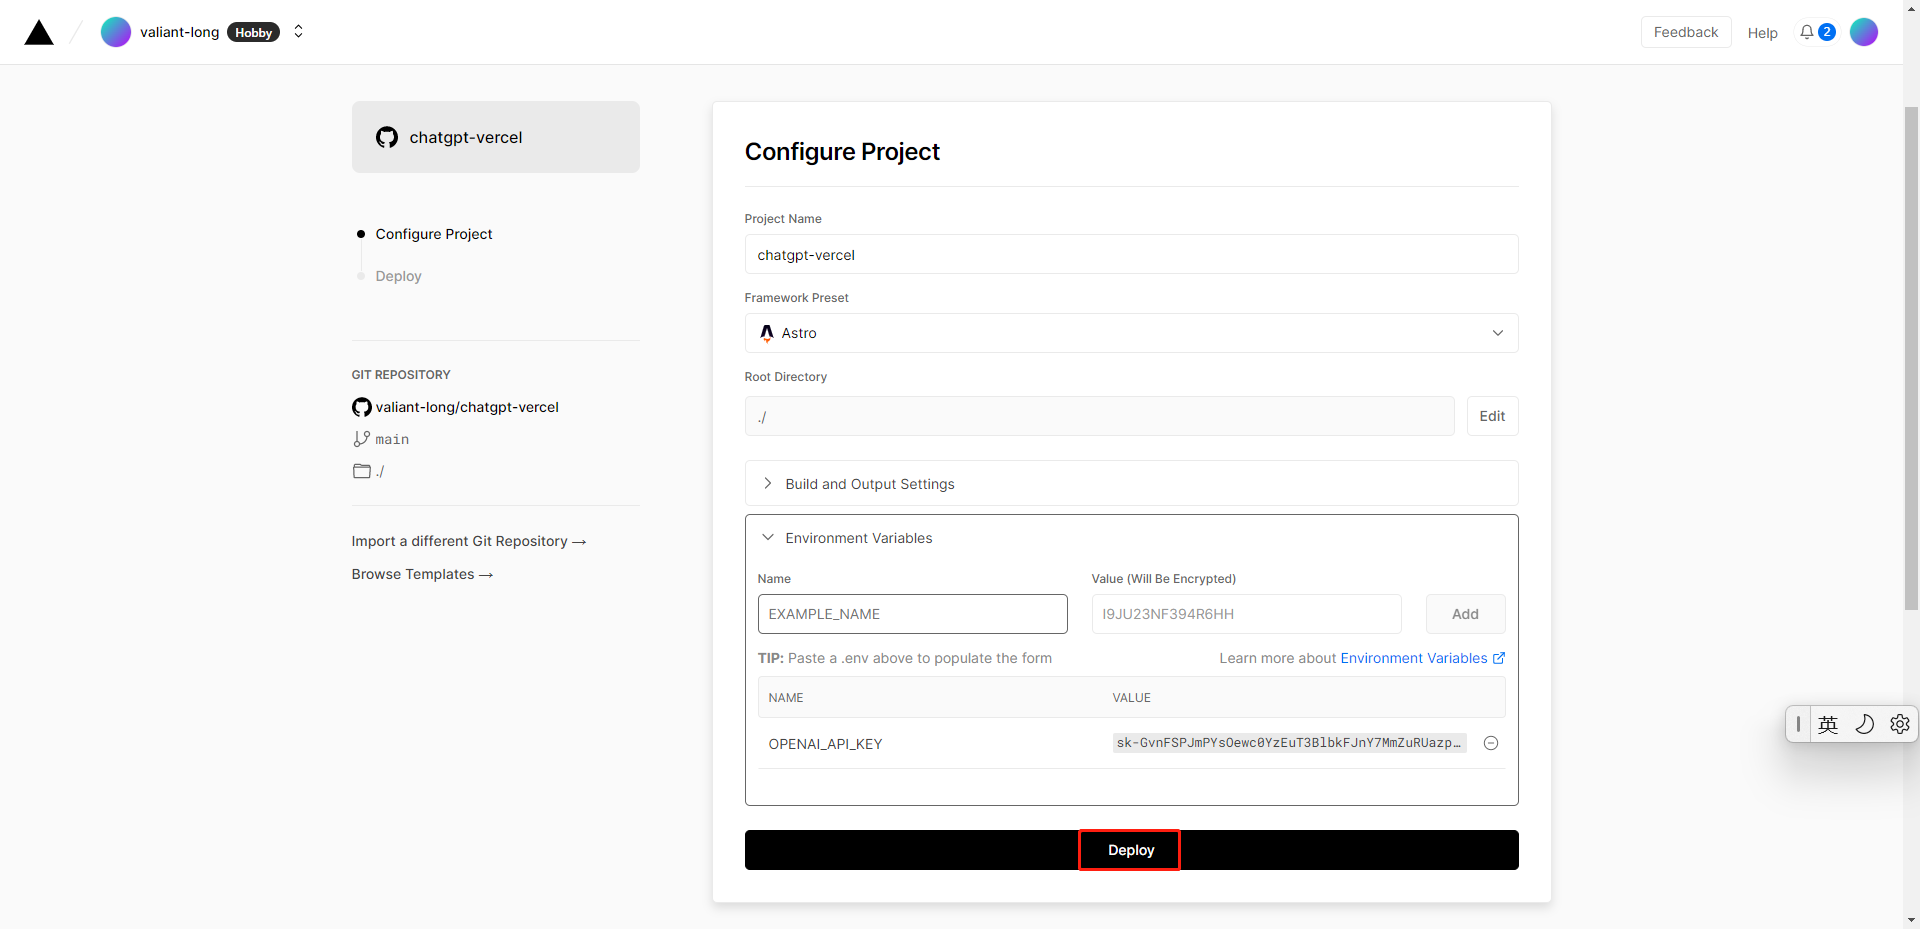 valiant-long Hobby
Feedback Help 2
chatgpt-vercel
Configure Project
Deploy
GIT REPOSITORY
valiant-long/chatgpt-vercel
main
./
Import a different Git Repository →
Browse Templates →
Configure Project
Project Name
chatgpt-vercel
Framework Preset
Astro
Root Directory
./ Edit
Build and Output Settings
Environment Variables
Name Value (Will Be Encrypted)
EXAMPLE_NAME I9JU23NF394R6HH Add
TIP: Paste a .env above to populate the form Learn more about Environment Variables
NAME VALUE
OPENAI_API_KEY sk-GvnFSPJmPYsOewc0YzEuT3BlbkFJnY7MmZuRUazp…
Deploy
英